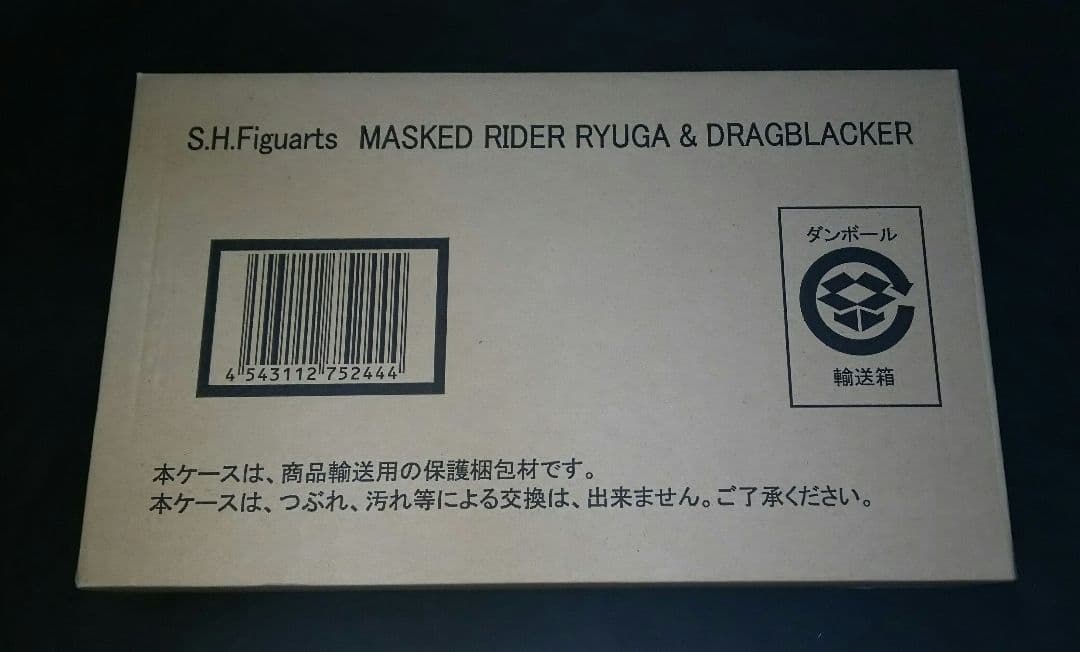 S.H.Figuarts MASKED RIDER RYUGA & DRAGBLACKER
ダンボール
輸送箱
4 543112 752444
本ケースは、商品輸送用の保護梱包材です。
本ケースは、つぶれ、汚れ等による交換は、出来ません。ご了承ください。